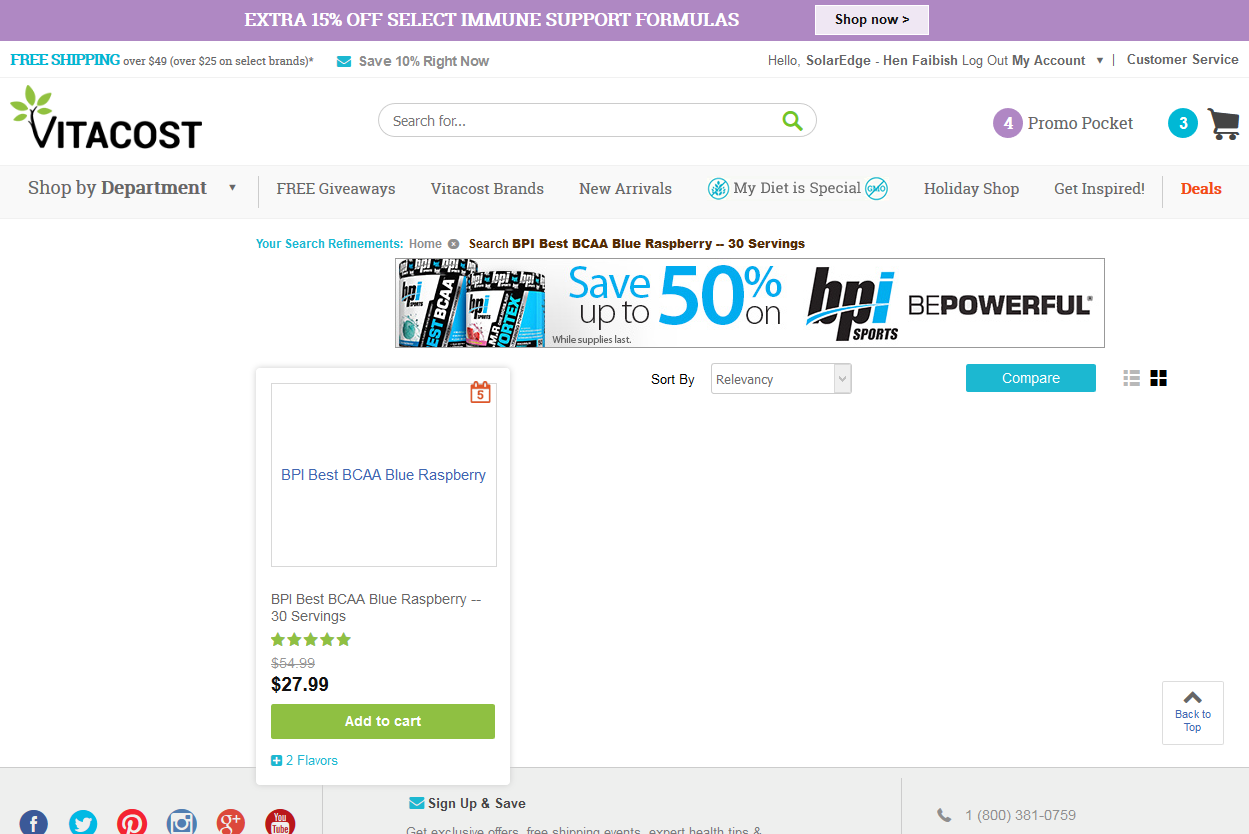 EXTRA 15% OFF SELECT IMMUNE SUPPORT FORMULAS
Shop now >
FREE SHIPPING over $49 (over $25 on select brands)*
Save 10% Right Now
Hello, SolarEdge - Hen Faibish Log Out My Account ▼ | Customer Service
VITACOST
Search for...
4 Promo Pocket
3
Shop by Department ▼
FREE Giveaways
Vitacost Brands
New Arrivals
My Diet is Special GMO
Holiday Shop
Get Inspired!
Deals
Your Search Refinements: Home Search BPI Best BCAA Blue Raspberry -- 30 Servings
bpi SPORTS EST BCAA
bpi SPORTS MR. VORTEX
Save up to 50% on
While supplies last.
bpi SPORTS
BEPOWERFUL®
Sort By
Relevancy
Compare
5
BPI Best BCAA Blue Raspberry
BPI Best BCAA Blue Raspberry --
30 Servings
$54.99
$27.99
Add to cart
2 Flavors
Back to
Top
f
g+
You
Tube
Sign Up & Save
Get exclusive offers, free shipping events, expert health tips &
1 (800) 381-0759